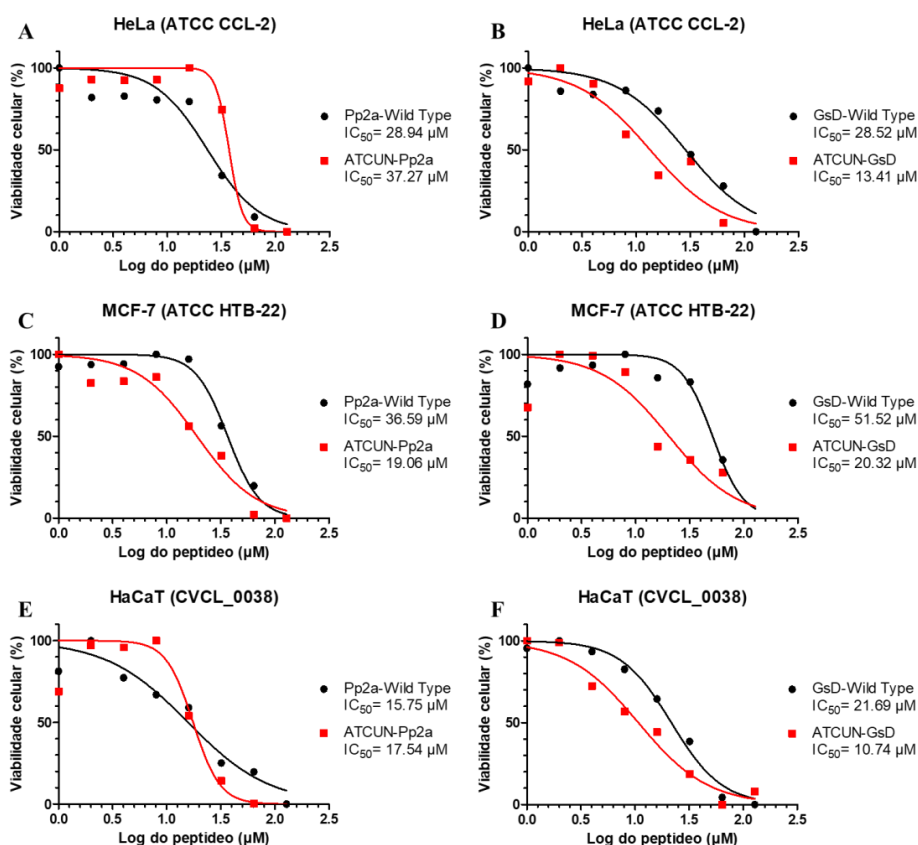 A
HeLa (ATCC CCL-2)
Viabilidade celular (%)
100
50
0
0.0 0.5 1.0 1.5 2.0 2.5
Log do peptideo (µM)
Pp2a-Wild Type
IC50= 28.94 µM
ATCUN-Pp2a
IC50= 37.27 µM
B
HeLa (ATCC CCL-2)
Viabilidade celular (%)
100
50
0
0.0 0.5 1.0 1.5 2.0 2.5
Log do peptideo (µM)
GsD-Wild Type
IC50= 28.52 µM
ATCUN-GsD
IC50= 13.41 µM
C
MCF-7 (ATCC HTB-22)
Viabilidade celular (%)
100
50
0
0.0 0.5 1.0 1.5 2.0 2.5
Log do peptideo (µM)
Pp2a-Wild Type
IC50= 36.59 µM
ATCUN-Pp2a
IC50= 19.06 µM
D
MCF-7 (ATCC HTB-22)
Viabilidade celular (%)
100
50
0
0.0 0.5 1.0 1.5 2.0 2.5
Log do peptideo (µM)
GsD-Wild Type
IC50= 51.52 µM
ATCUN-GsD
IC50= 20.32 µM
E
HaCaT (CVCL_0038)
Viabilidade celular (%)
100
50
0
0.0 0.5 1.0 1.5 2.0 2.5
Log do peptideo (µM)
Pp2a-Wild Type
IC50= 15.75 µM
ATCUN-Pp2a
IC50= 17.54 µM
F
HaCaT (CVCL_0038)
Viabilidade celular (%)
100
50
0
0.0 0.5 1.0 1.5 2.0 2.5
Log do peptideo (µM)
GsD-Wild Type
IC50= 21.69 µM
ATCUN-GsD
IC50= 10.74 µM